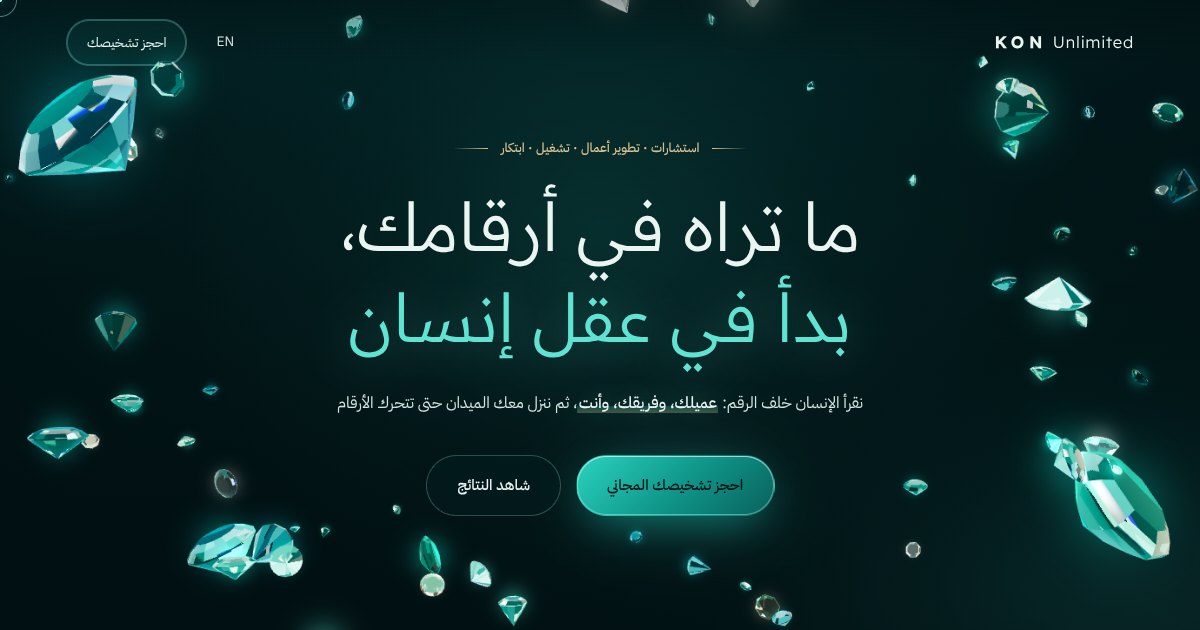 KON Unlimited
EN
احجز تشخيصك
استشارات · تطوير أعمال · تشغيل · ابتكار
ما تراه في أرقامك،
بدأ في عقل إنسان
نقرأ الإنسان خلف الرقم: عميلك، وفريقك، وأنت، ثم ننزل معك الميدان حتى تتحرك الأرقام
احجز تشخيصك المجاني
شاهد النتائج